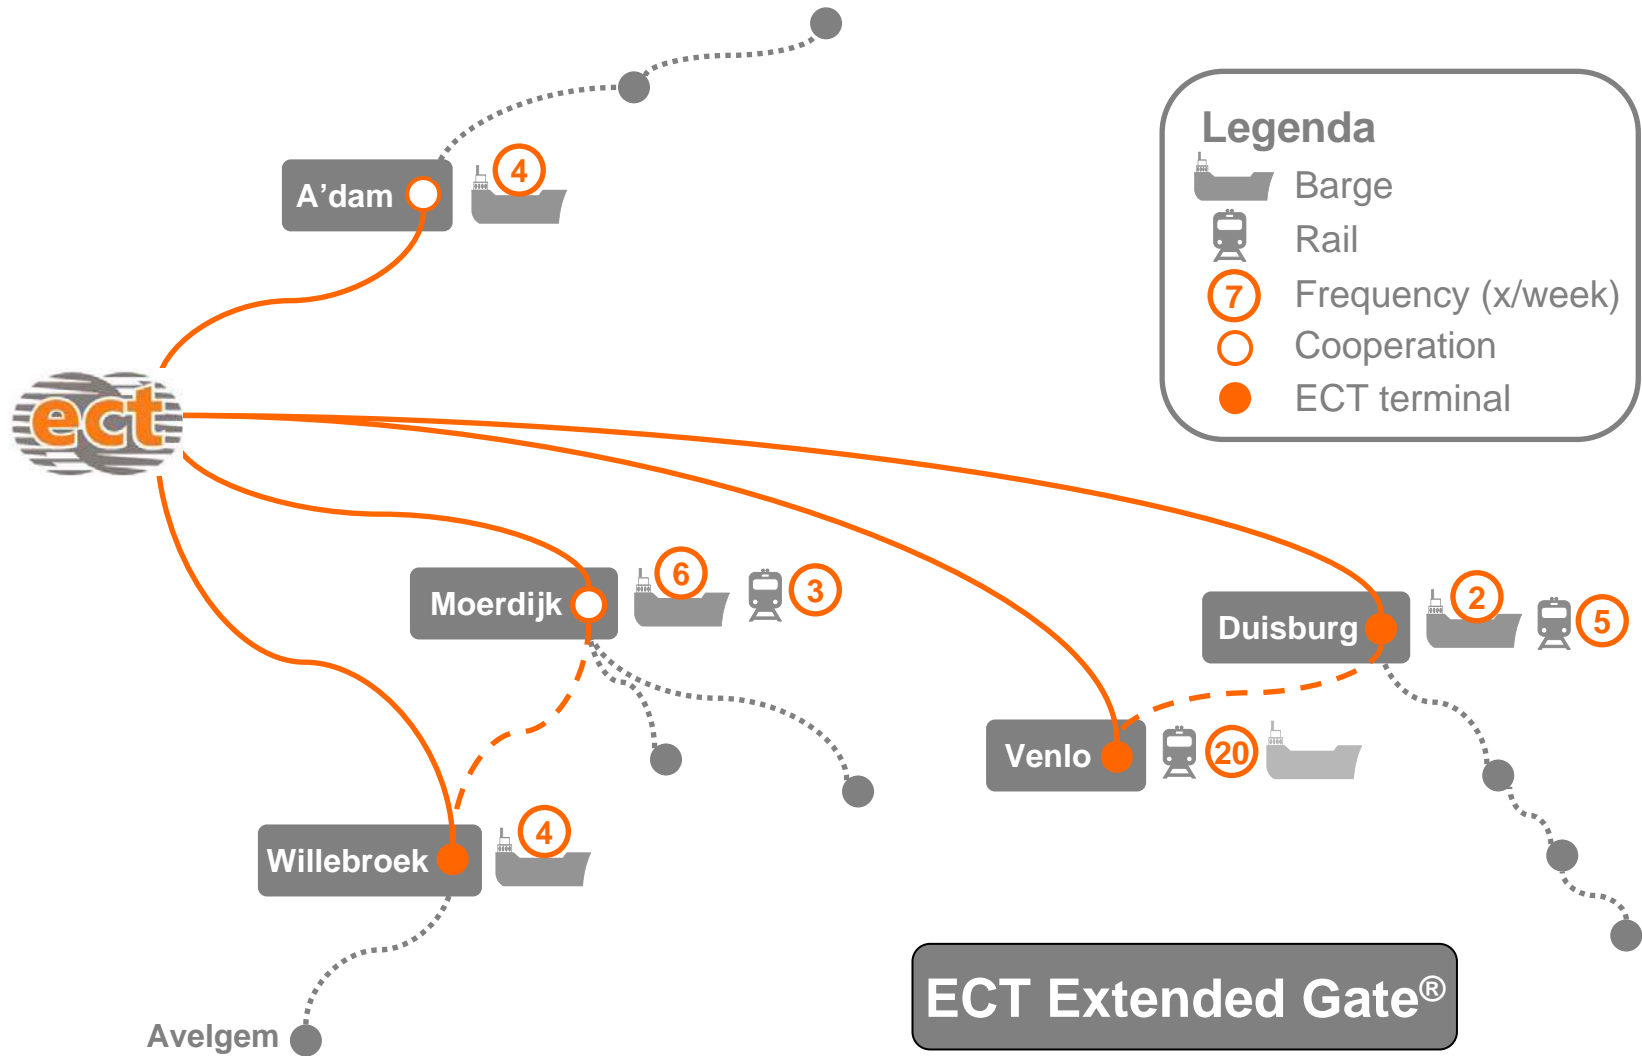 Legenda
Barge
Rail
7 Frequency (x/week)
Cooperation
ECT terminal
A’dam 4
ect
Moerdijk 6 3
Duisburg 2 5
Venlo 20
Willebroek 4
ECT Extended Gate®
Avelgem